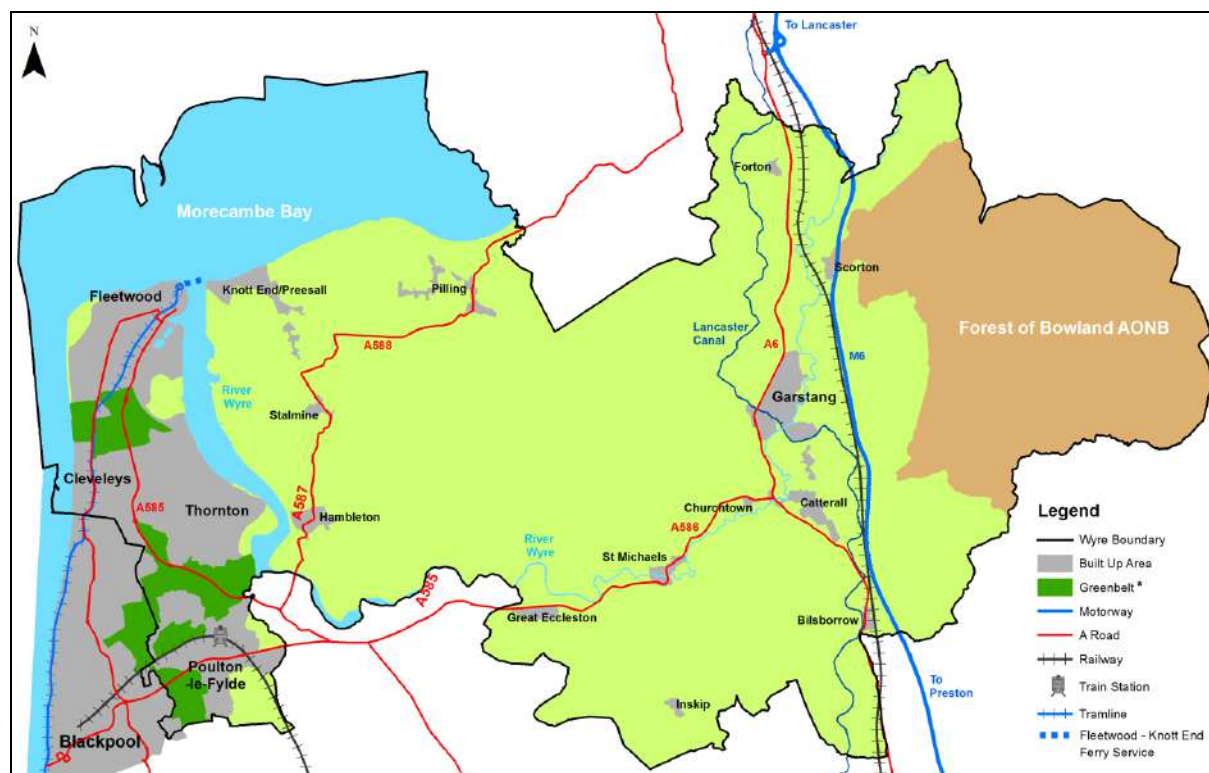 N
To Lancaster
Morecambe Bay
Forton
Scorton
Fleetwood
Knott End/Preesall
Pilling
Lancaster
Canal
A6
M6
Forest of Bowland AONB
A588
River
Wyre
Stalmine
Garstang
Cleveleys
A585
Thornton
A587
Hambleton
Churchtown
Catterall
A586
River
Wyre
St Michaels
A585
Great Eccleston
Bilsborrow
Poulton
-le-Fylde
Inskip
To
Preston
Blackpool
Legend
Wyre Boundary
Built Up Area
Greenbelt *
Motorway
A Road
Railway
Train Station
Tramline
Fleetwood - Knott End
Ferry Service